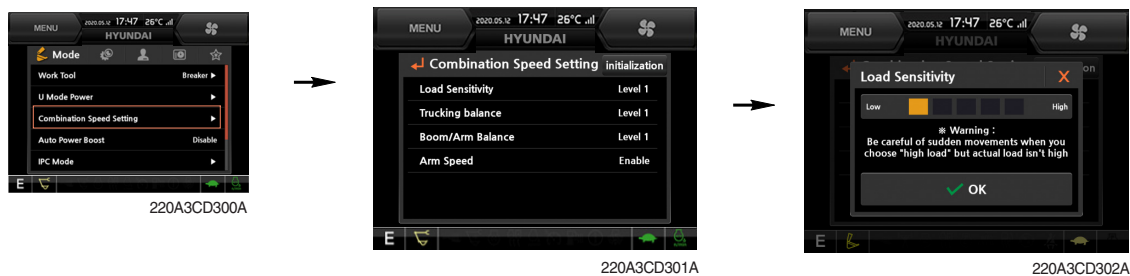 MENU
2020.05.12 17:47 26°C
HYUNDAI
Mode
Work Tool Breaker ▶
U Mode Power ▶
Combination Speed Setting ▶
Auto Power Boost Disable
IPC Mode ▶
E
220A3CD300A
MENU
2020.05.12 17:47 26°C
HYUNDAI
Combination Speed Setting initialization
Load Sensitivity Level 1
Trucking balance Level 1
Boom/Arm Balance Level 1
Arm Speed Enable
E
220A3CD301A
MENU
2020.05.12 17:47 26°C
HYUNDAI
Load Sensitivity X
Low High
※ Warning :
Be careful of sudden movements when you
choose "high load" but actual load isn't high
OK
E
220A3CD302A